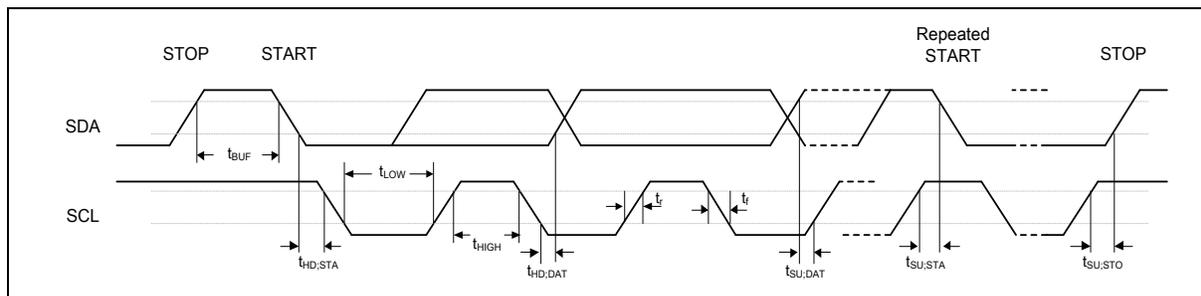 STOP
START
Repeated
START
STOP
SDA
tBUF
tLOW
SCL
tr
tf
tHIGH
tHD;STA
tHD;DAT
tSU;DAT
tSU;STA
tSU;STO